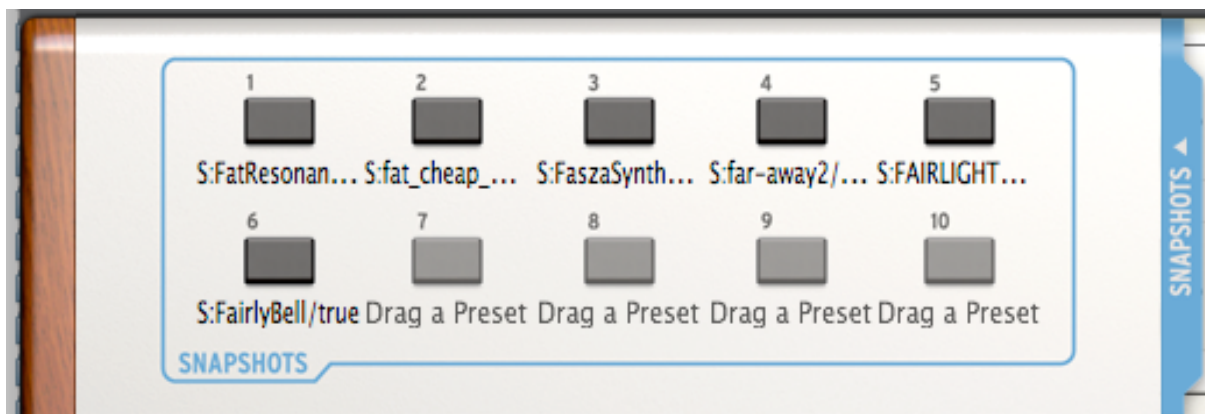 1 2 3 4 5
S:FatResonan... S:fat_cheap_... S:FaszaSynth... S:far-away2/... S:FAIRLIGHT...
6 7 8 9 10
S:FairlyBell/true Drag a Preset Drag a Preset Drag a Preset Drag a Preset
SNAPSHOTS
SNAPSHOTS ▲